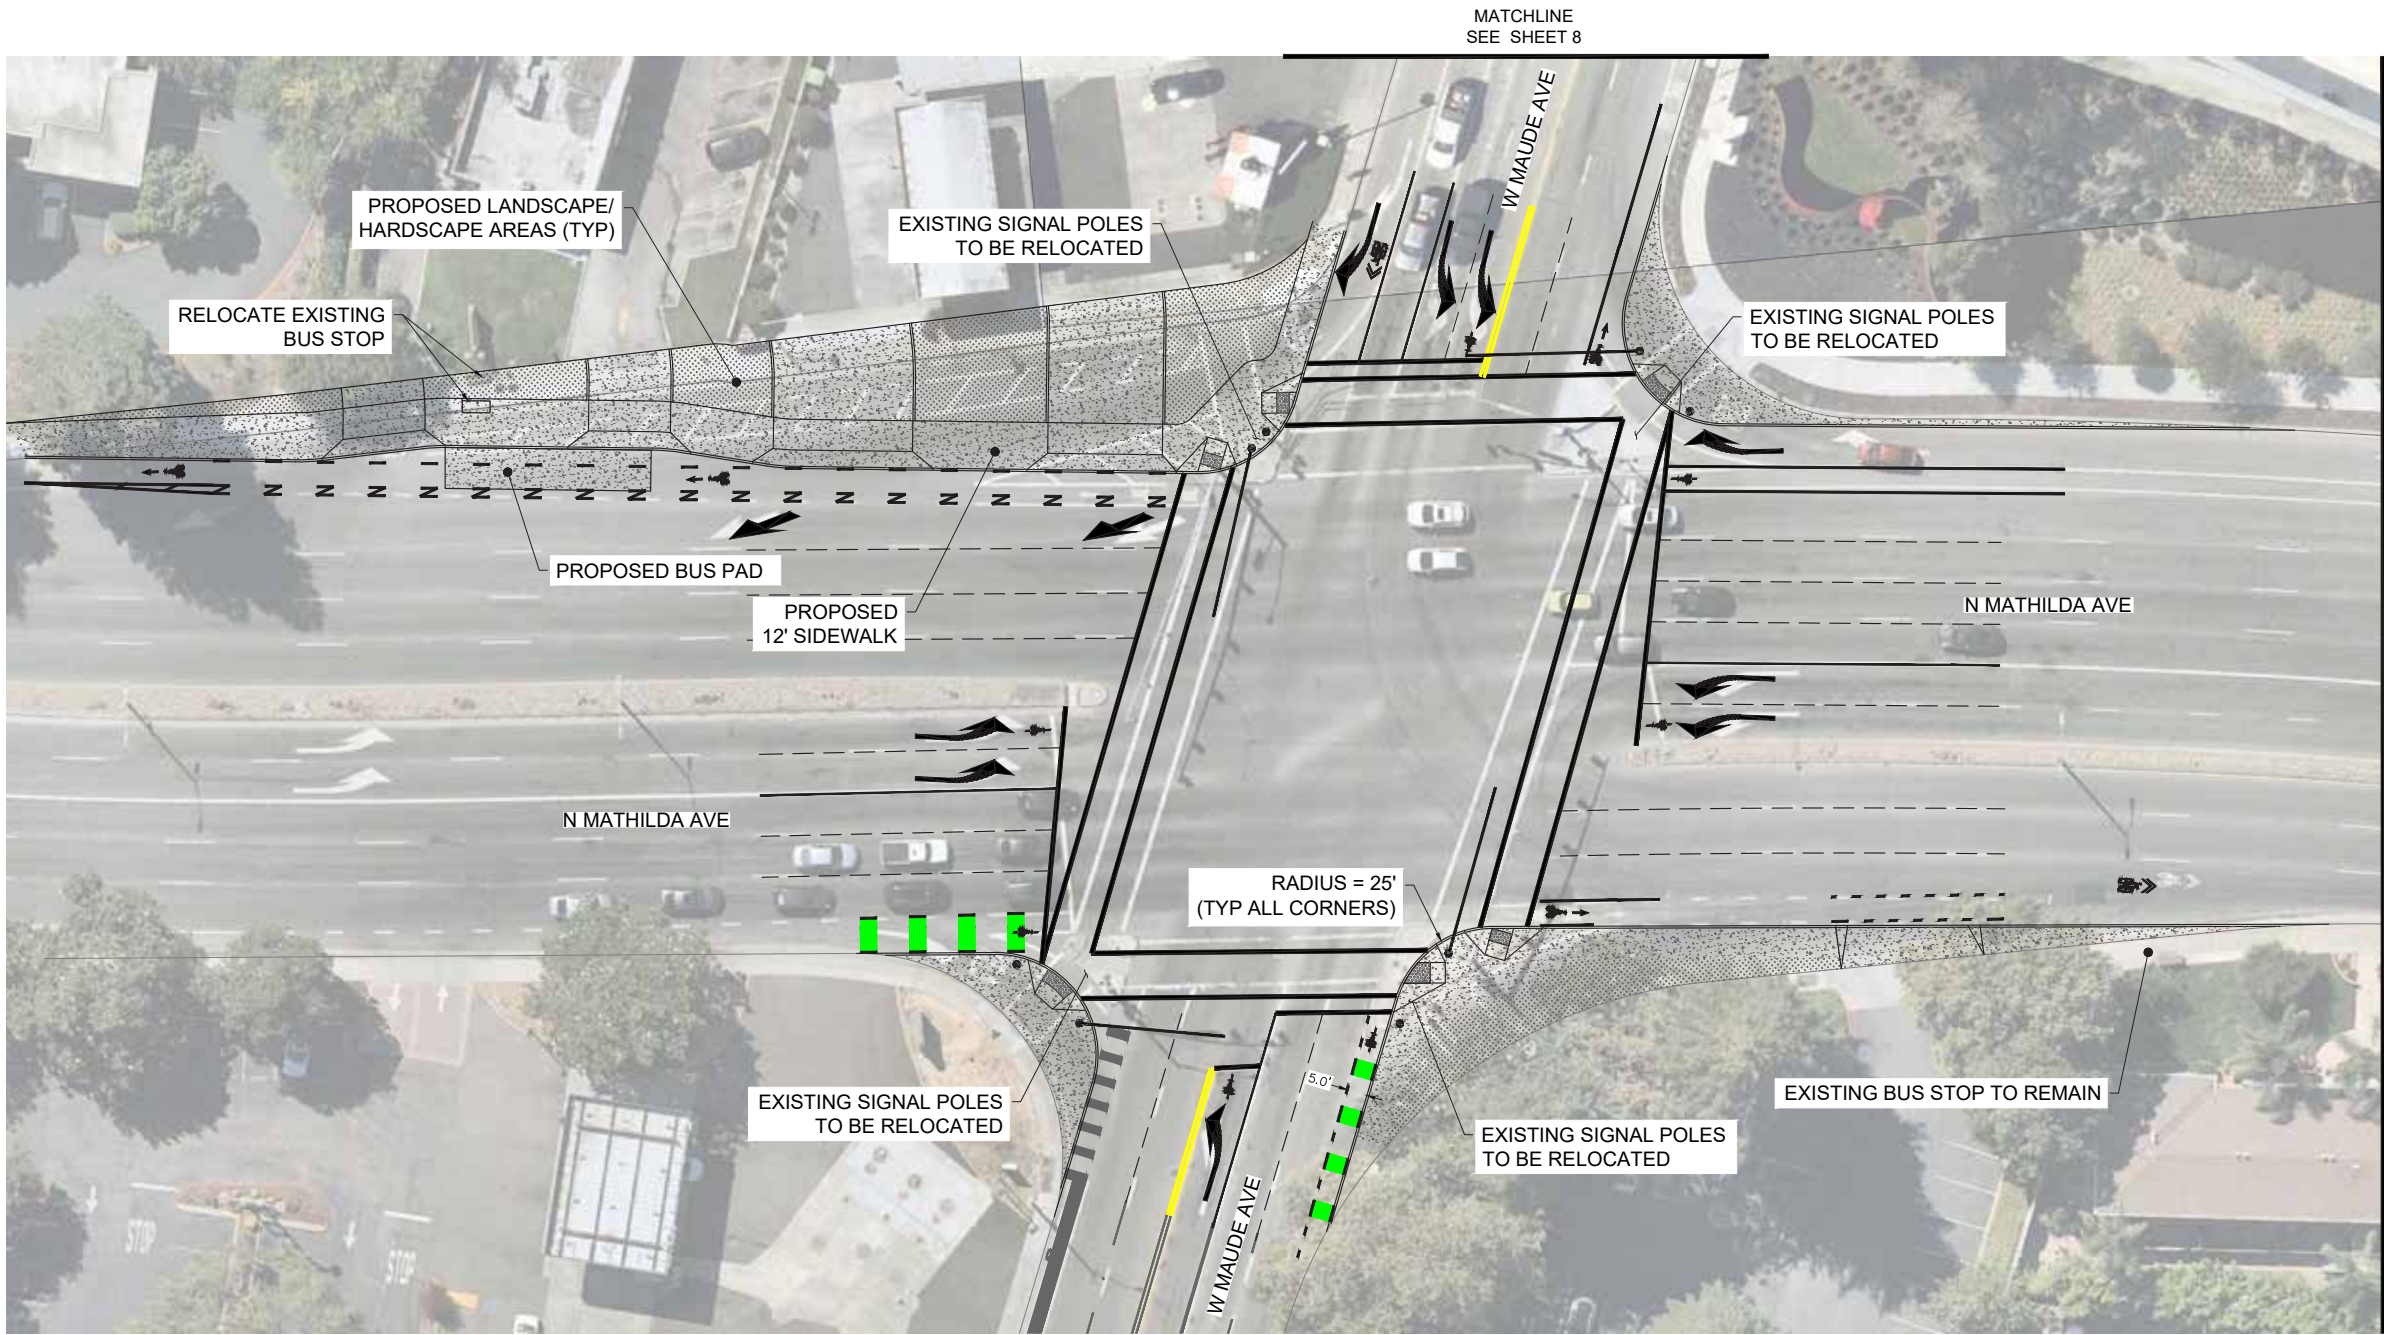 MATCHLINE
SEE SHEET 8
W MAUDE AVE
PROPOSED LANDSCAPE/
HARDSCAPE AREAS (TYP)
EXISTING SIGNAL POLES
TO BE RELOCATED
RELOCATE EXISTING
BUS STOP
EXISTING SIGNAL POLES
TO BE RELOCATED
PROPOSED BUS PAD
PROPOSED
12' SIDEWALK
N MATHILDA AVE
N MATHILDA AVE
RADIUS = 25'
(TYP ALL CORNERS)
5.0'
EXISTING SIGNAL POLES
TO BE RELOCATED
EXISTING BUS STOP TO REMAIN
EXISTING SIGNAL POLES
TO BE RELOCATED
W MAUDE AVE
STOP
STOP